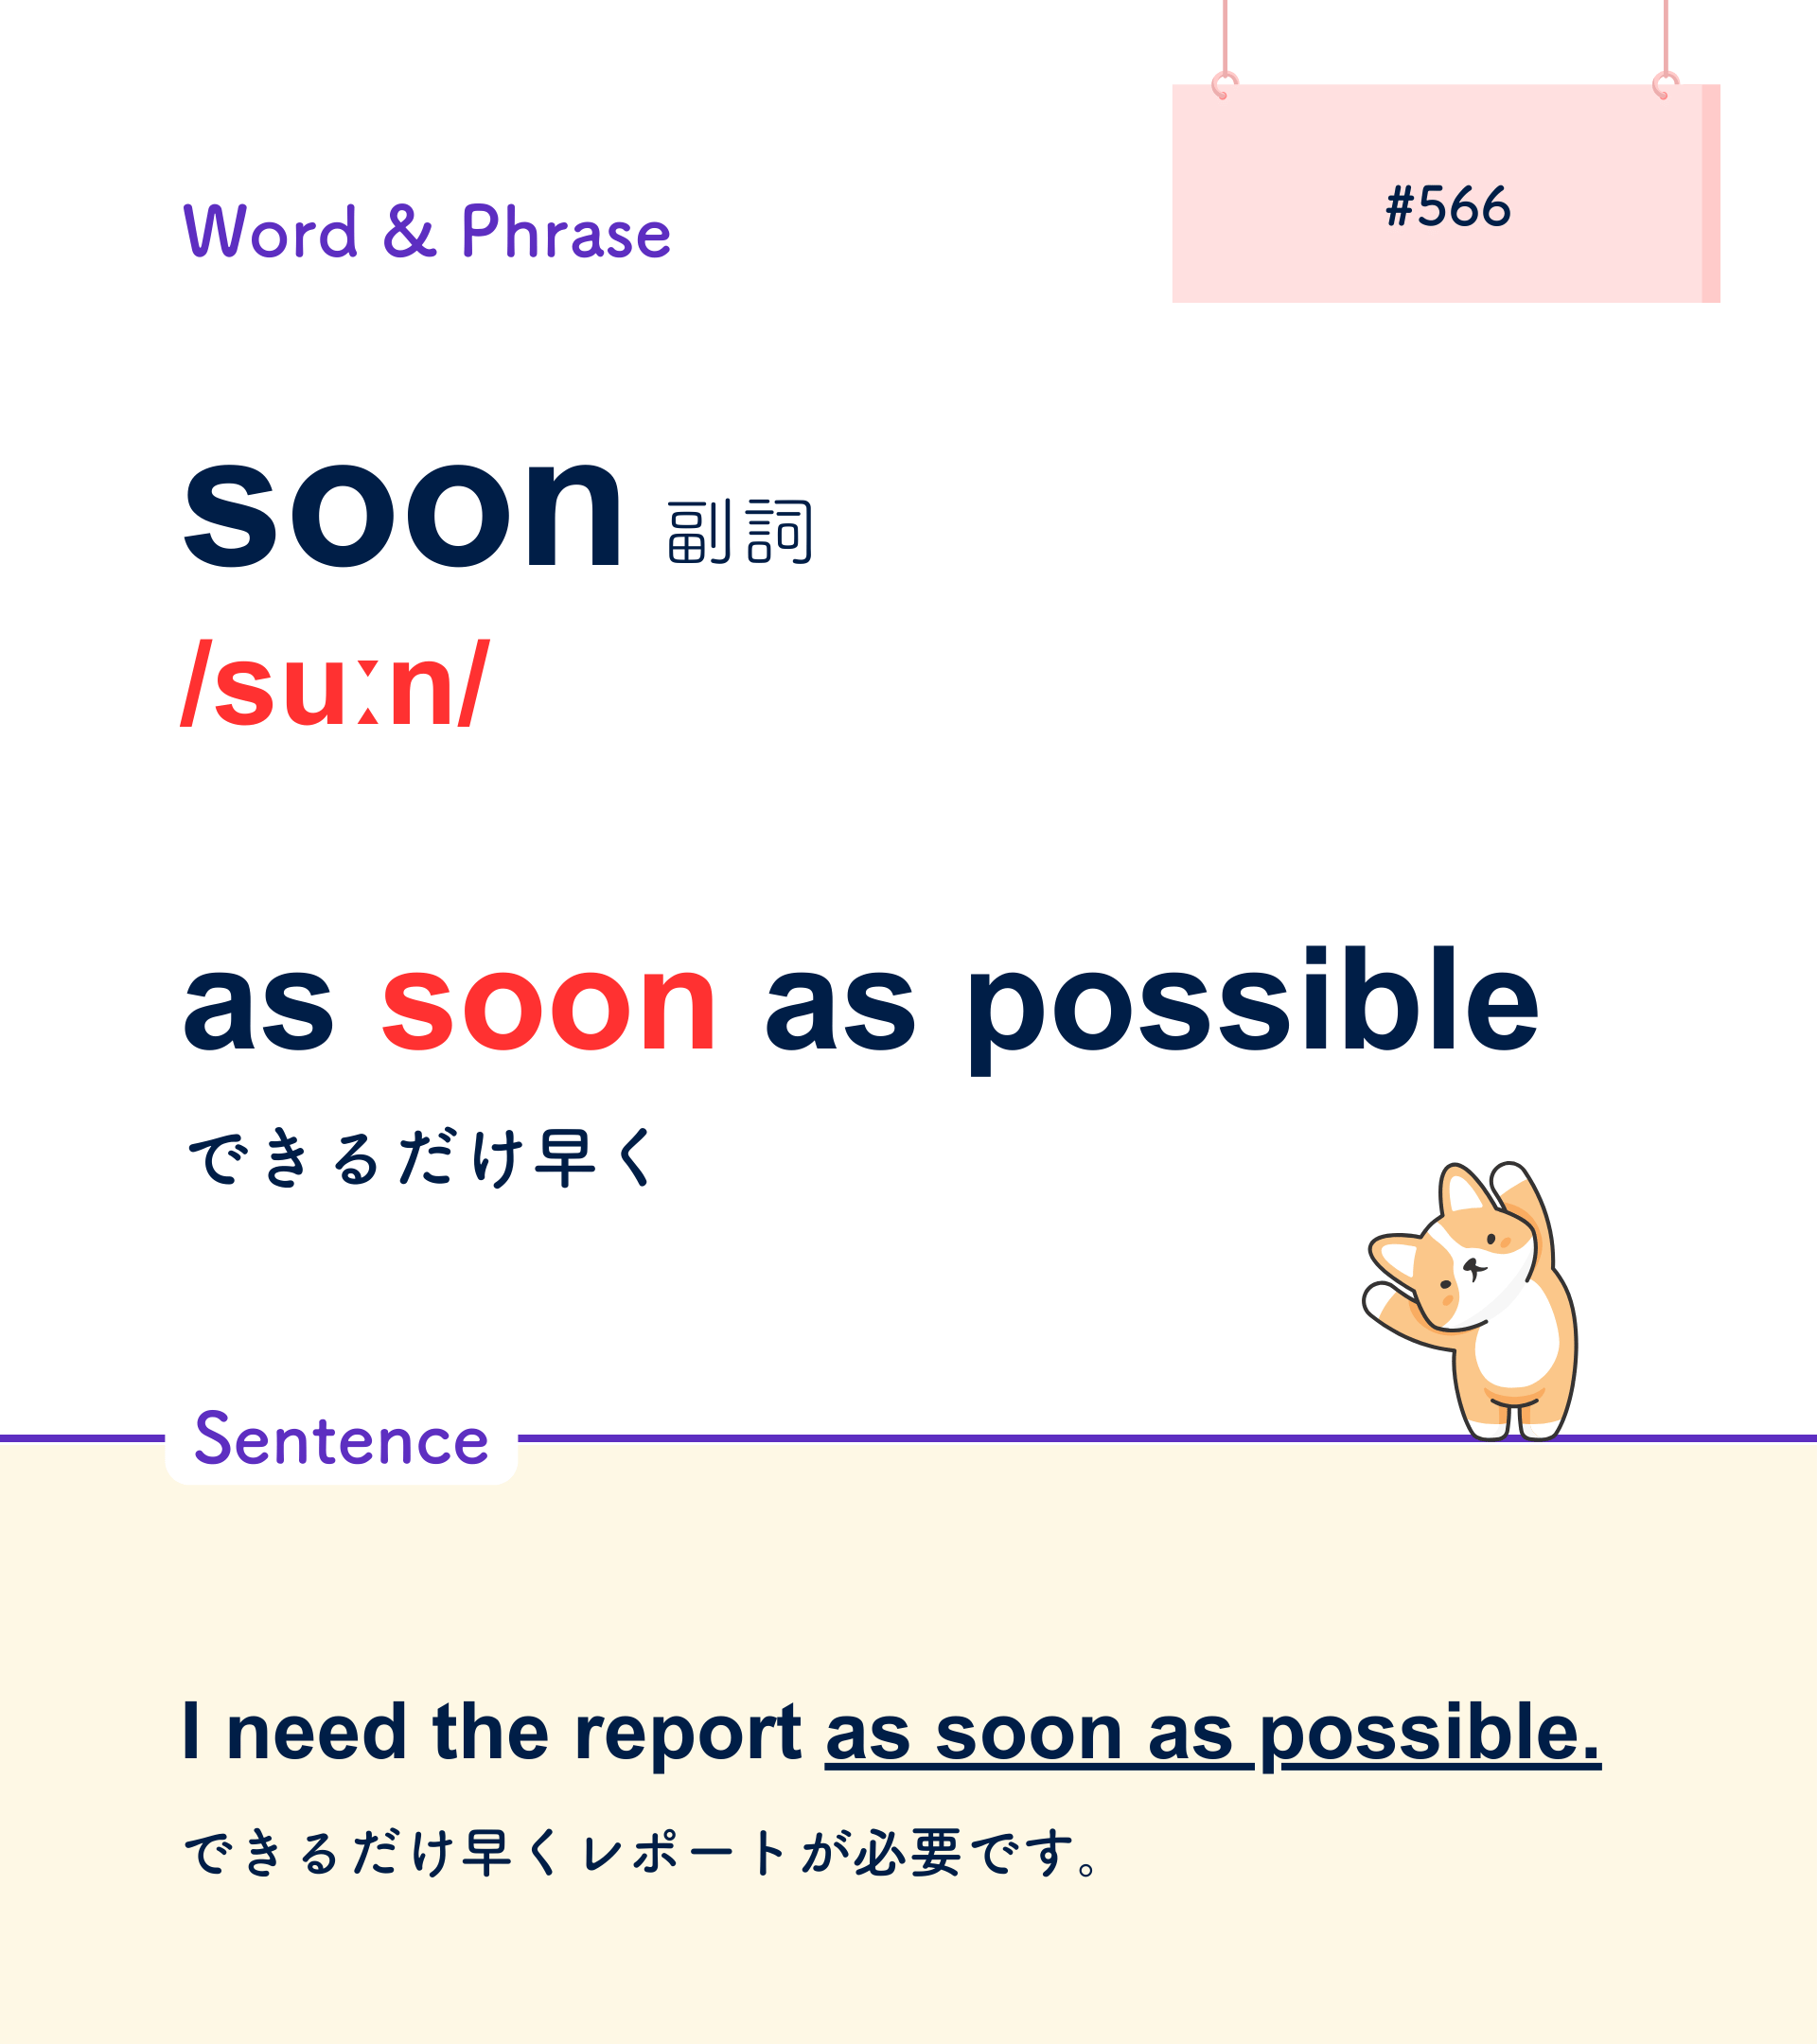 Word & Phrase
#566
soon 副詞
/suːn/
as soon as possible
できるだけ早く
Sentence
I need the report as soon as possible.
できるだけ早くレポートが必要です。